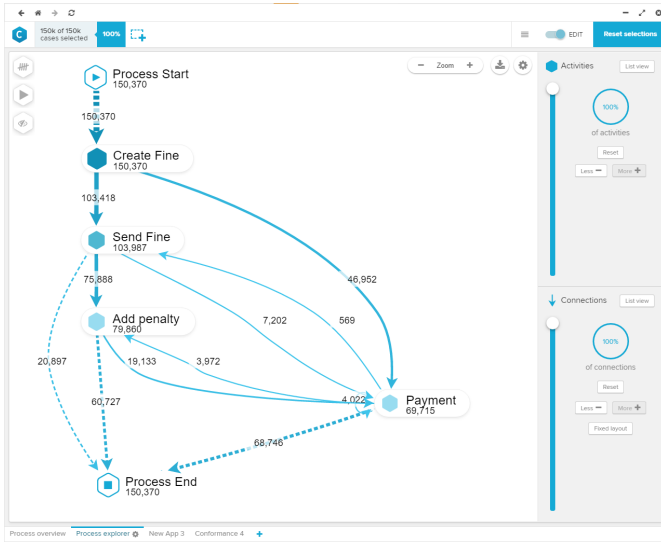 C
150k of 150k
cases selected
100%
EDIT
Reset selections
Zoom
Process Start
150,370
150,370
Create Fine
150,370
103,418
Send Fine
103,987
75,888
46,952
7,202
569
Add penalty
79,860
20,897
19,133
3,972
60,727
4,022
Payment
69,715
68,746
Process End
150,370
Activities
List view
100%
of activities
Reset
Less −
More +
Connections
List view
100%
of connections
Reset
Less −
More +
Fixed layout
Process overview
Process explorer
New App 3
Conformance 4
+